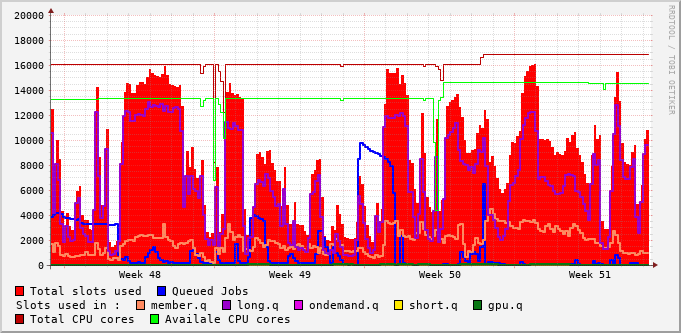 20000
18000
16000
14000
12000
10000
8000
6000
4000
2000
0
Week 48 Week 49 Week 50 Week 51
RRDTOOL / TOBI OETIKER
Total slots used Queued Jobs
Slots used in : member.q long.q ondemand.q short.q gpu.q
Total CPU cores Availale CPU cores